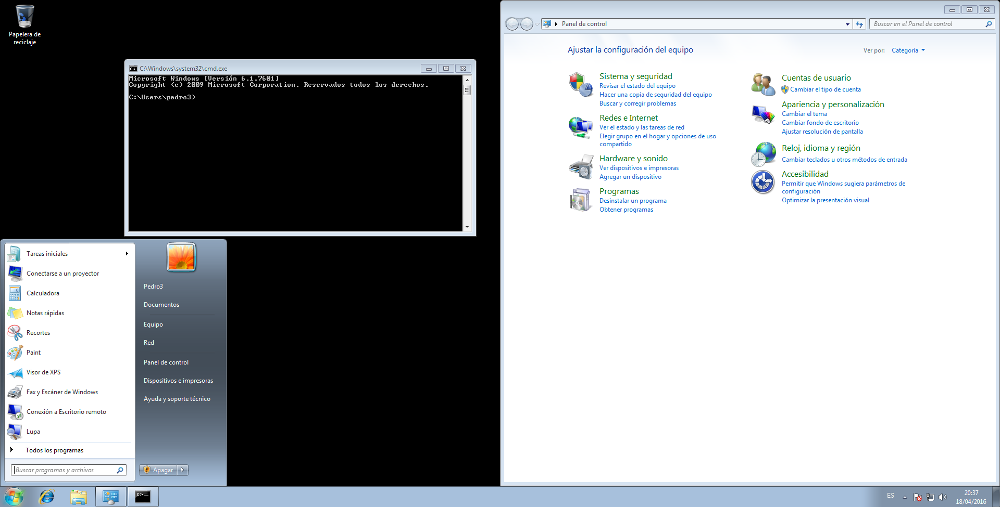 Papelera de
reciclaje
C:\Windows\system32\cmd.exe
Microsoft Windows [Versión 6.1.7601]
Copyright (c) 2009 Microsoft Corporation. Reservados todos los derechos.
C:\Users\pedro3>
Panel de control
Buscar en el Panel de control
Ajustar la configuración del equipo
Ver por: Categoría
Sistema y seguridad
Revisar el estado del equipo
Hacer una copia de seguridad del equipo
Buscar y corregir problemas
Redes e Internet
Ver el estado y las tareas de red
Elegir grupo en el hogar y opciones de uso
compartido
Hardware y sonido
Ver dispositivos e impresoras
Agregar un dispositivo
Programas
Desinstalar un programa
Obtener programas
Cuentas de usuario
Cambiar el tipo de cuenta
Apariencia y personalización
Cambiar el tema
Cambiar fondo de escritorio
Ajustar resolución de pantalla
Reloj, idioma y región
Cambiar teclados u otros métodos de entrada
Accesibilidad
Permitir que Windows sugiera parámetros de
configuración
Optimizar la presentación visual
Tareas iniciales
Conectarse a un proyector
Calculadora
Notas rápidas
Recortes
Paint
Visor de XPS
Fax y Escáner de Windows
Conexión a Escritorio remoto
Lupa
Todos los programas
Buscar programas y archivos
Pedro3
Documentos
Equipo
Red
Panel de control
Dispositivos e impresoras
Ayuda y soporte técnico
Apagar
ES
20:37
18/04/2016